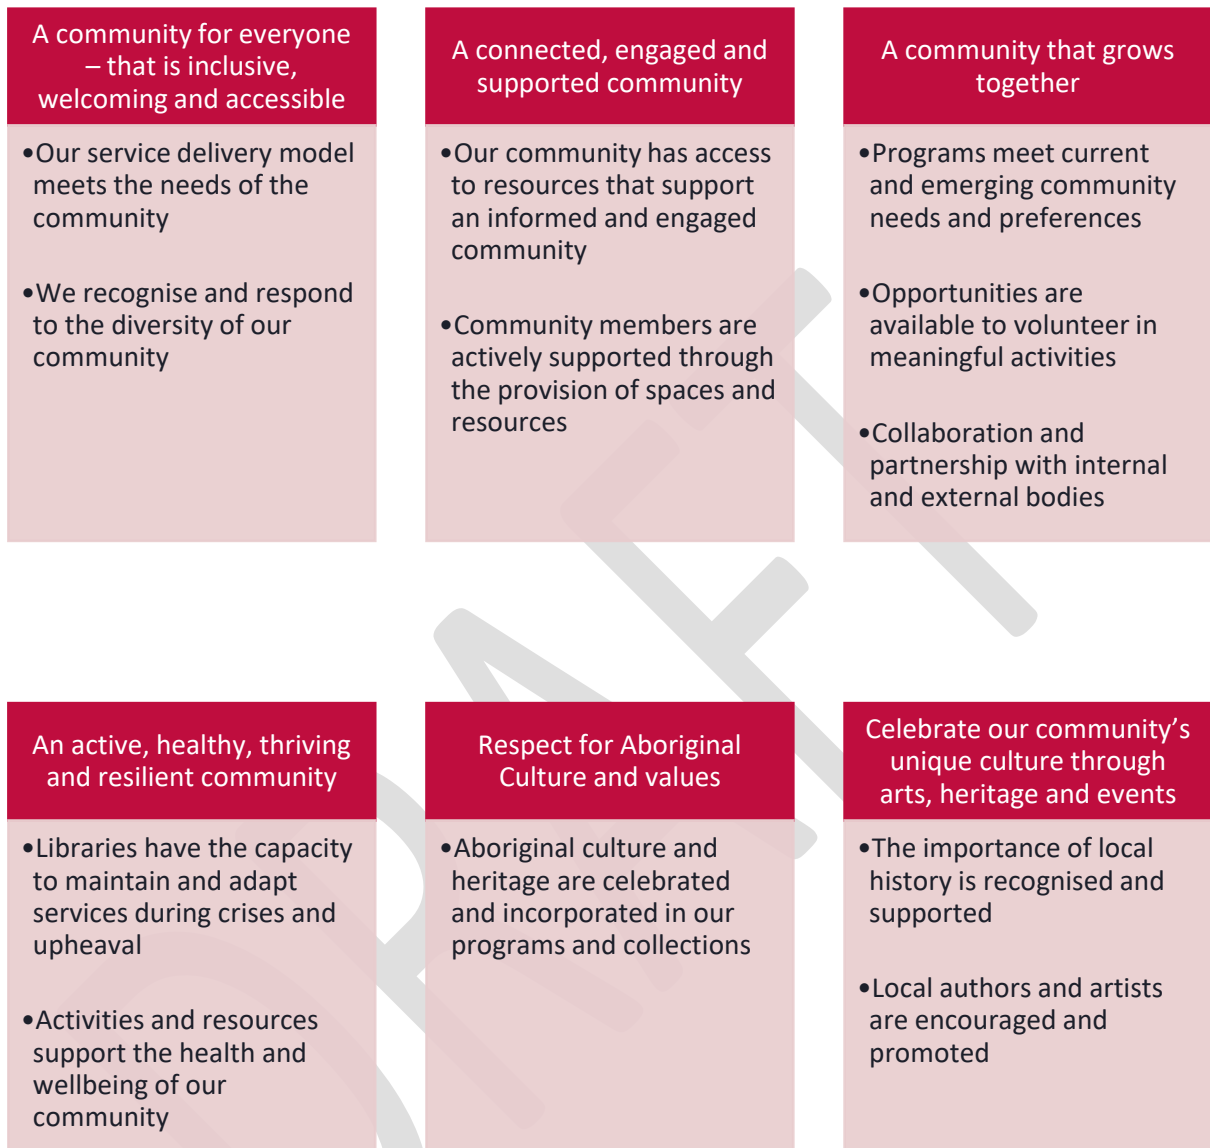 A community for everyone
– that is inclusive,
welcoming and accessible
•Our service delivery model
meets the needs of the
community
•We recognise and respond
to the diversity of our
community
A connected, engaged and
supported community
•Our community has access
to resources that support
an informed and engaged
community
•Community members are
actively supported through
the provision of spaces and
resources
A community that grows
together
•Programs meet current
and emerging community
needs and preferences
•Opportunities are
available to volunteer in
meaningful activities
•Collaboration and
partnership with internal
and external bodies
An active, healthy, thriving
and resilient community
•Libraries have the capacity
to maintain and adapt
services during crises and
upheaval
•Activities and resources
support the health and
wellbeing of our
community
Respect for Aboriginal
Culture and values
•Aboriginal culture and
heritage are celebrated
and incorporated in our
programs and collections
Celebrate our community’s
unique culture through
arts, heritage and events
•The importance of local
history is recognised and
supported
•Local authors and artists
are encouraged and
promoted
DRAFT